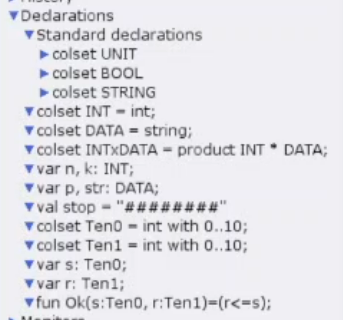 Declarations
Standard declarations
colset UNIT
colset BOOL
colset STRING
colset INT = int;
colset DATA = string;
colset INTxDATA = product INT * DATA;
var n, k: INT;
var p, str: DATA;
val stop = "########"
colset Ten0 = int with 0..10;
colset Ten1 = int with 0..10;
var s: Ten0;
var r: Ten1;
fun Ok(s:Ten0, r:Ten1)=(r<=s);